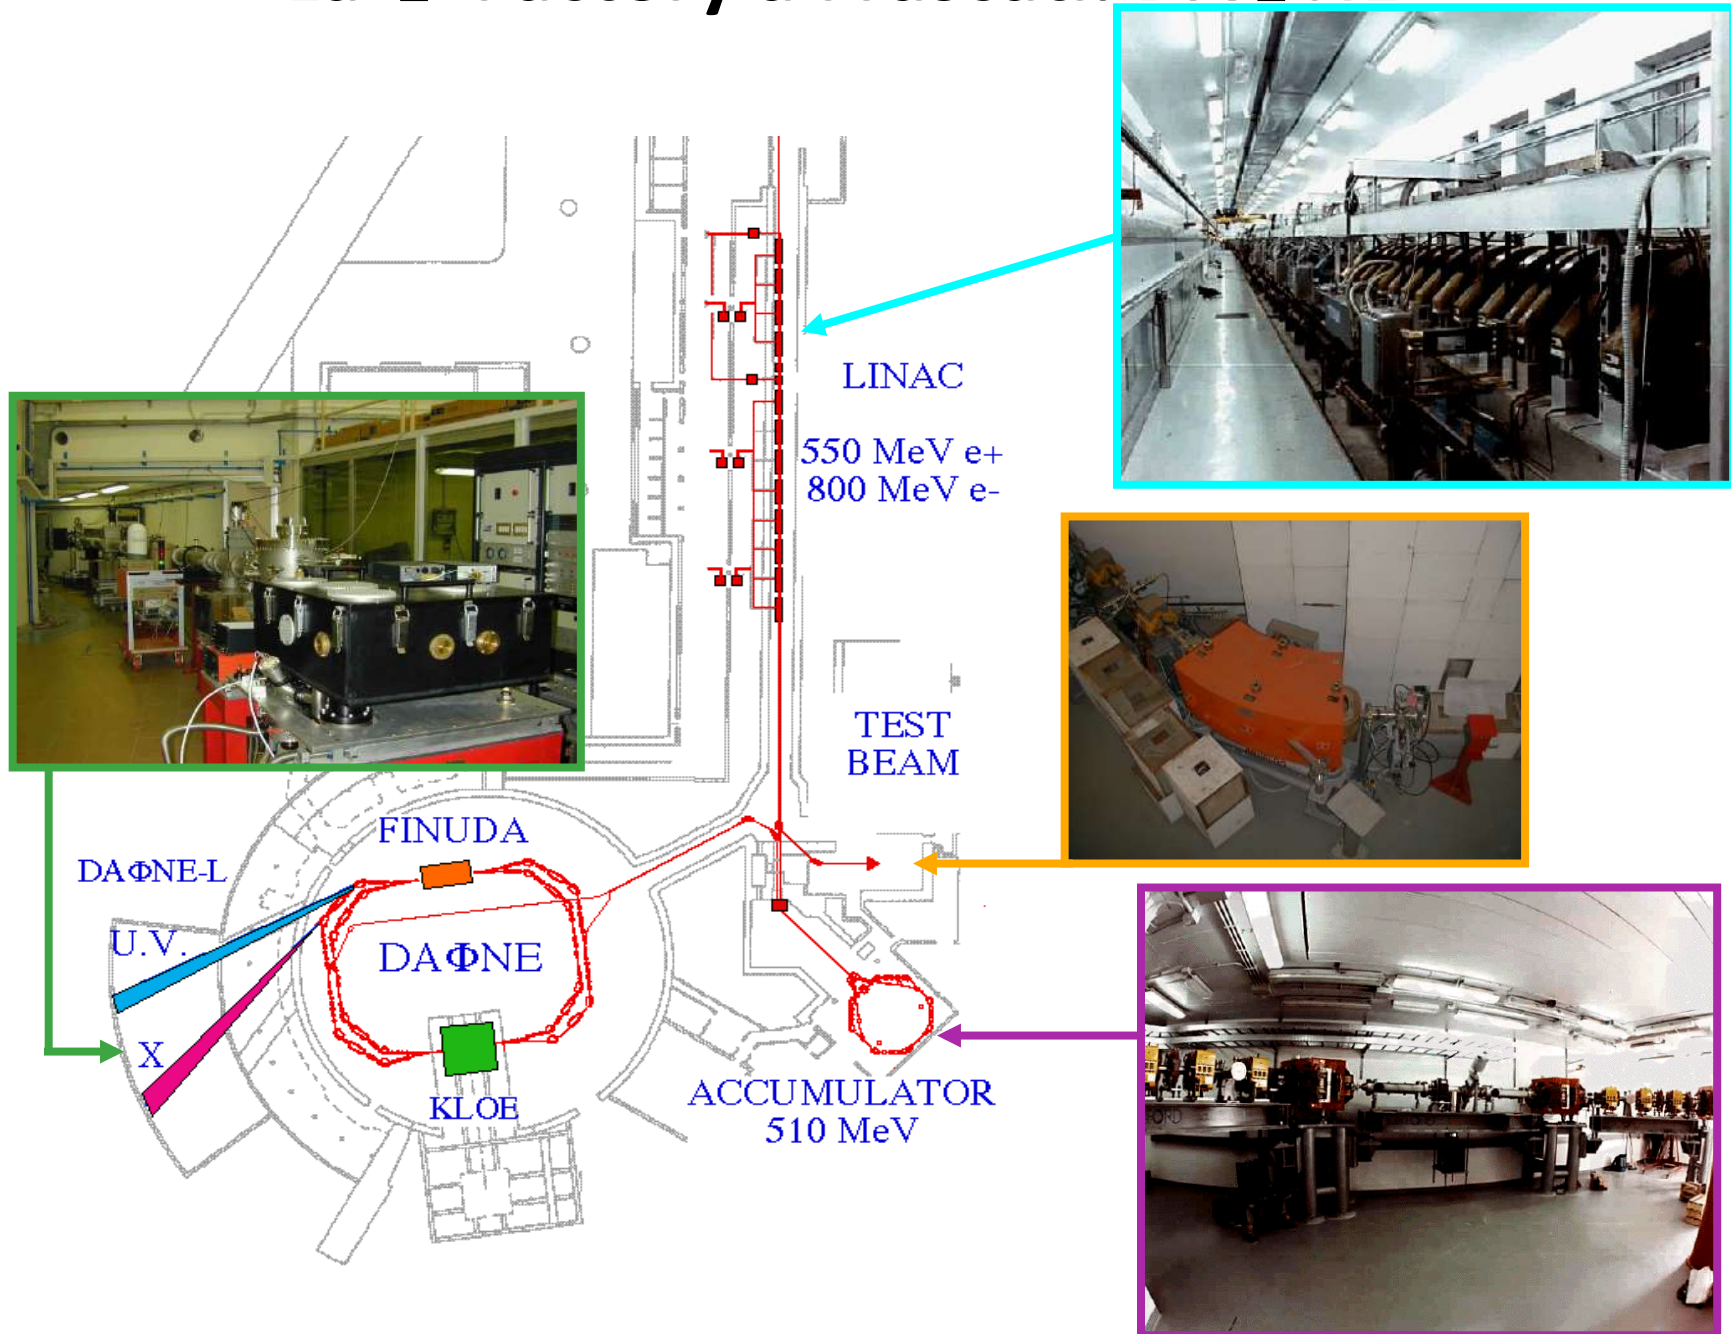 LINAC
550 MeV e+
800 MeV e-
TEST
BEAM
FINUDA
DAΦNE-L
U.V.
DAΦNE
X
KLOE
ACCUMULATOR
510 MeV